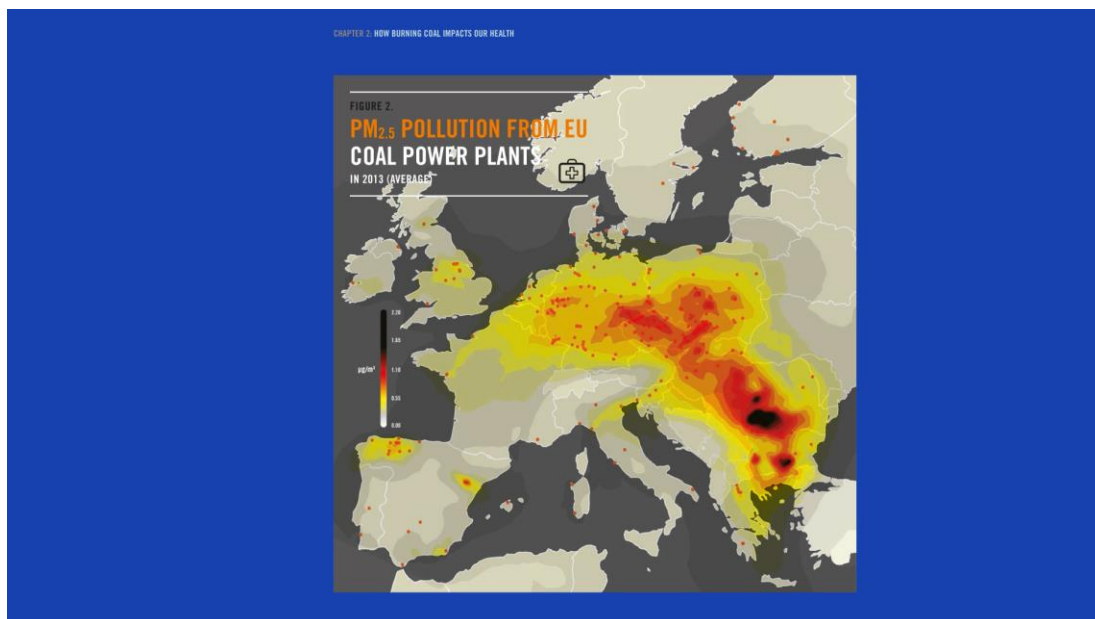 CHAPTER 2: HOW BURNING COAL IMPACTS OUR HEALTH
FIGURE 2.
PM2.5 POLLUTION FROM EU
COAL POWER PLANTS
IN 2013 (AVERAGE)
2.20
1.65
µg/m³
1.10
0.55
0.00